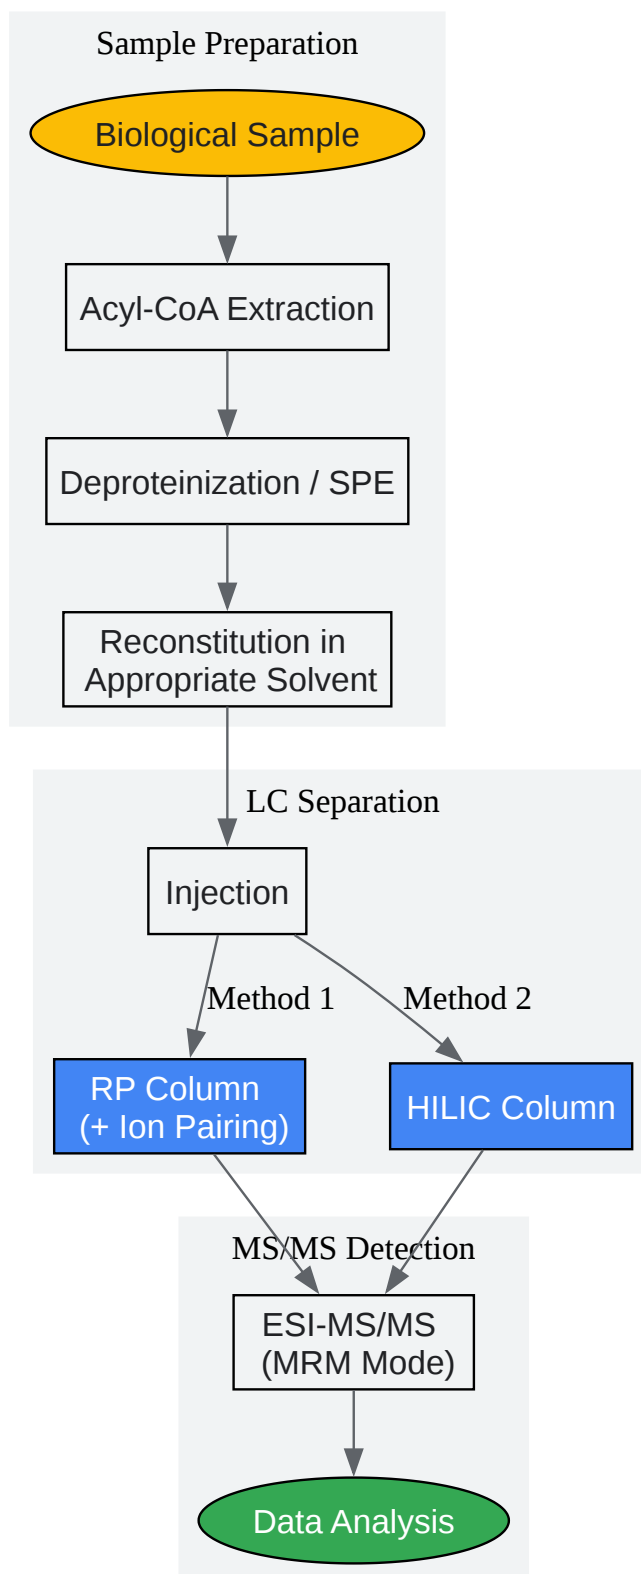 Sample Preparation
Biological Sample
Acyl-CoA Extraction
Deproteinization / SPE
Reconstitution in
Appropriate Solvent
LC Separation
Injection
Method 1
Method 2
RP Column
(+ Ion Pairing)
HILIC Column
MS/MS Detection
ESI-MS/MS
(MRM Mode)
Data Analysis